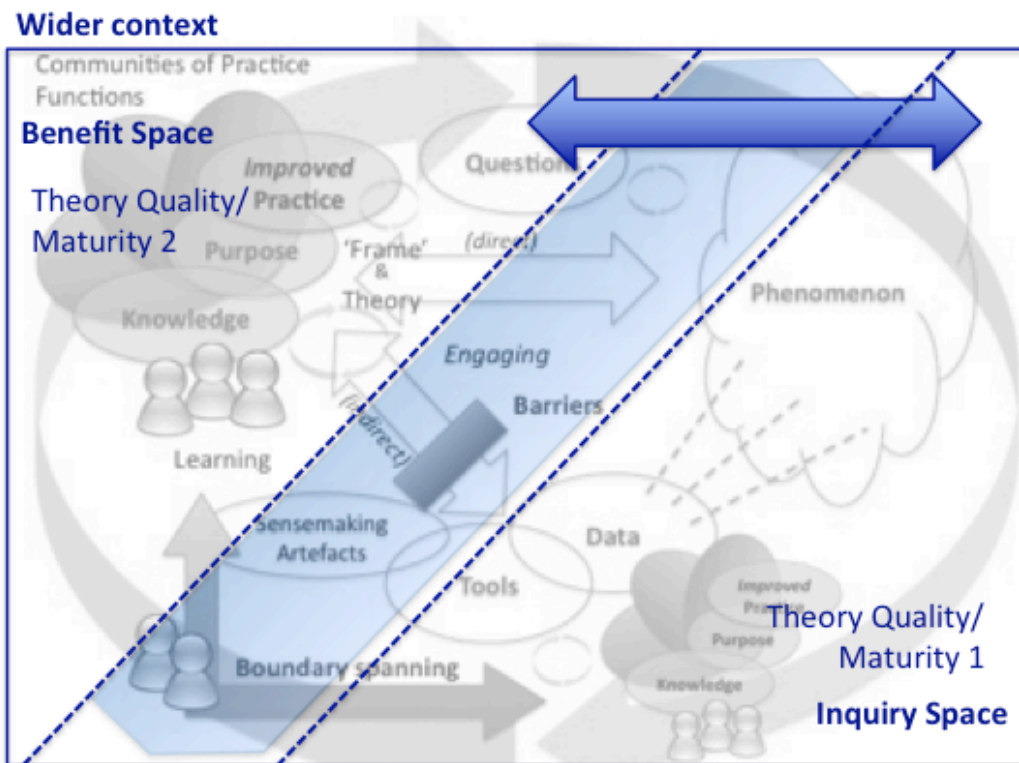 Wider context
Communities of Practice
Functions
Benefit Space
Improved
Practice
Questions
Theory Quality/
Maturity 2
Purpose
'Frame'
&
Theory
(direct)
Knowledge
Phenomenon
Engaging
Barriers
(indirect)
Learning
Sensemaking
Artefacts
Data
Tools
Improved
Practice
Theory Quality/
Maturity 1
Purpose
Boundary spanning
Knowledge
Inquiry Space